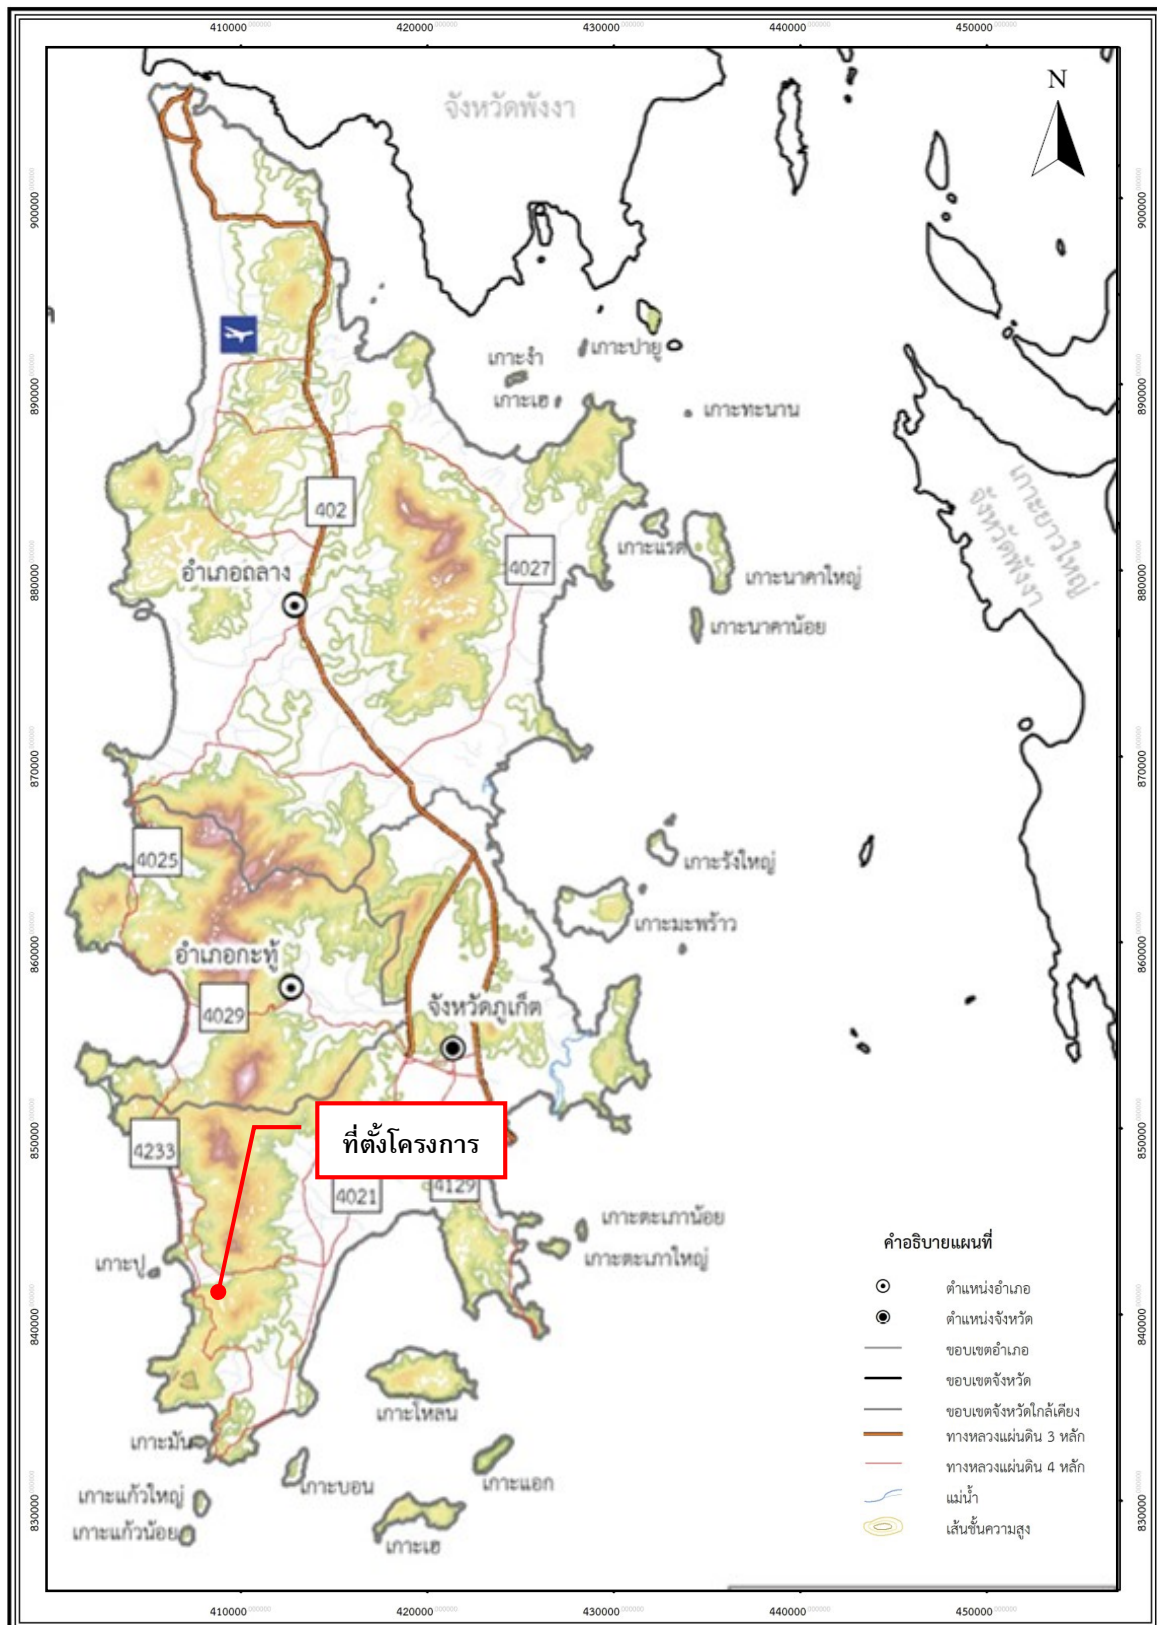 410000 420000 430000 440000 450000
จังหวัดพังงา
N
900000
900000
เกาะปายู
เกาะงำ
890000
เกาะเฮ
เกาะทะนาน
890000
เกาะยาวใหญ่
จังหวัดพังงา
402
เกาะแรด
4027
อำเภอถลาง
เกาะนาคาใหญ่
880000
880000
เกาะนาคาน้อย
870000
870000
4025
เกาะรังใหญ่
เกาะมะพร้าว
860000
อำเภอกะทู้
860000
4029
จังหวัดภูเก็ต
850000
4233
ที่ตั้งโครงการ
850000
4021
4129
เกาะตะเภาน้อย
เกาะตะเภาใหญ่
เกาะปู
840000
840000
คำอธิบายแผนที่
ตำแหน่งอำเภอ
ตำแหน่งจังหวัด
ขอบเขตอำเภอ
ขอบเขตจังหวัด
ขอบเขตจังหวัดใกล้เคียง
ทางหลวงแผ่นดิน 3 หลัก
ทางหลวงแผ่นดิน 4 หลัก
แม่น้ำ
เส้นชั้นความสูง
เกาะโหลน
เกาะมัน
เกาะบอน
เกาะแอก
เกาะแก้วใหญ่
830000
830000
เกาะแก้วน้อย
เกาะเฮ
410000 420000 430000 440000 450000